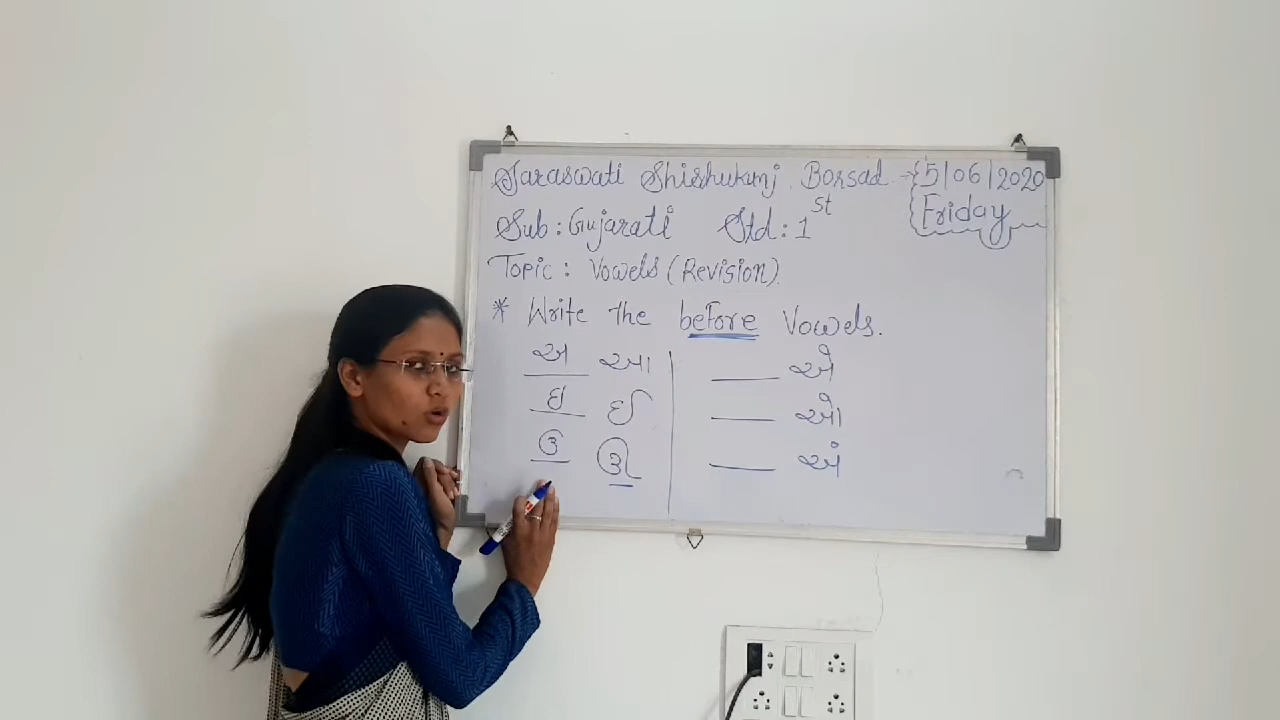 Saraswati Shishukunj Borsad → 5/06/2020
Friday
Sub : Gujarati Std : 1st
Topic : Vowels (Revision)
* Write the before Vowels.
અ આ ___ ઐ
ઇ ઈ ___ ઔ
ઉ ઊ ___ અં